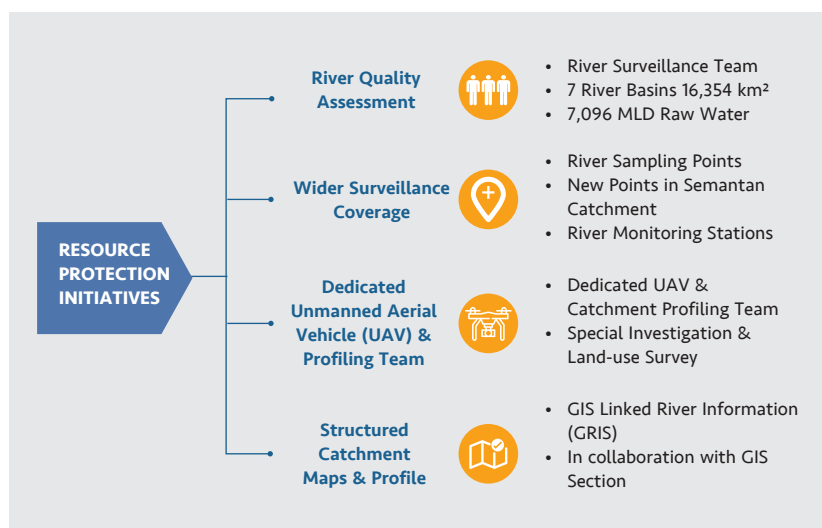 RESOURCE
PROTECTION
INITIATIVES
River Quality
Assessment
• River Surveillance Team
• 7 River Basins 16,354 km²
• 7,096 MLD Raw Water
Wider Surveillance
Coverage
• River Sampling Points
• New Points in Semantan
Catchment
• River Monitoring Stations
Dedicated
Unmanned Aerial
Vehicle (UAV) &
Profiling Team
• Dedicated UAV &
Catchment Profiling Team
• Special Investigation &
Land-use Survey
Structured
Catchment
Maps & Profile
• GIS Linked River Information
(GRIS)
• In collaboration with GIS
Section